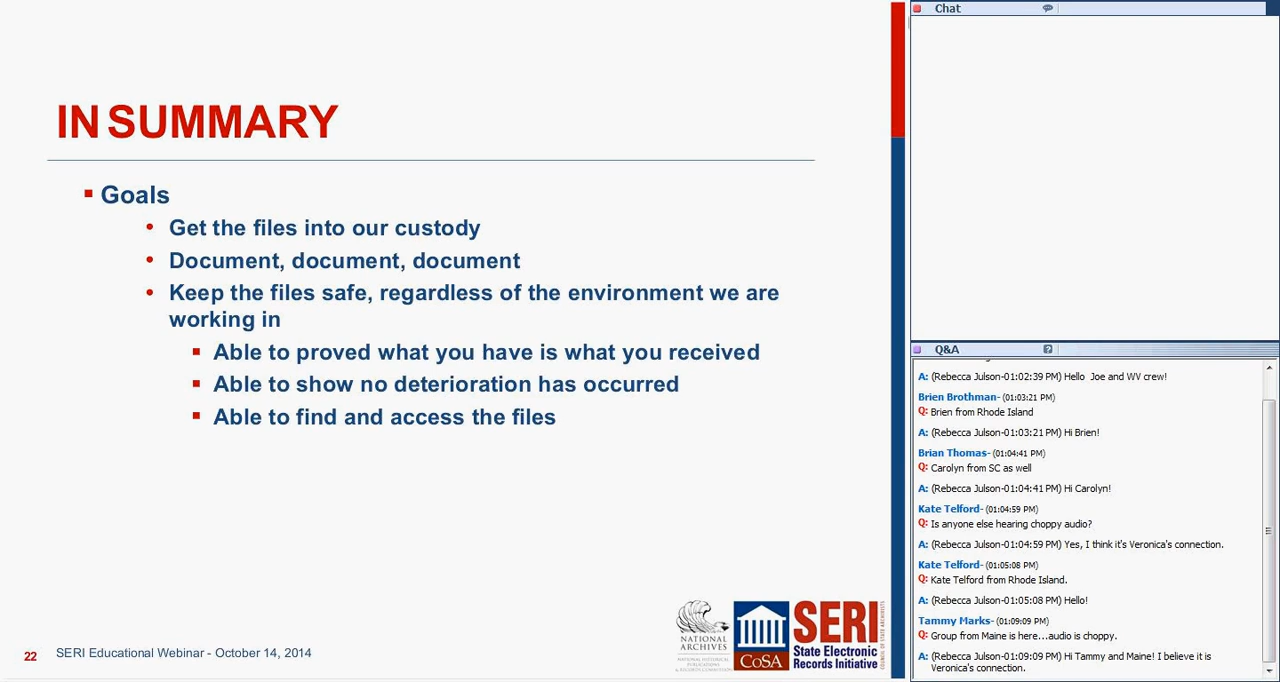 IN SUMMARY
Goals
Get the files into our custody
Document, document, document
Keep the files safe, regardless of the environment we are
working in
Able to proved what you have is what you received
Able to show no deterioration has occurred
Able to find and access the files
NATIONAL
ARCHIVES
NATIONAL HISTORICAL
PUBLICATIONS
& RECORDS COMMISSION
CoSA
COUNCIL OF STATE ARCHIVISTS
SERI
State Electronic
Records Initiative
22 SERI Educational Webinar - October 14, 2014
Chat
Q&A
A: (Rebecca Julson-01:02:39 PM) Hello Joe and WV crew!
Brien Brothman- (01:03:21 PM)
Q: Brien from Rhode Island
A: (Rebecca Julson-01:03:21 PM) Hi Brien!
Brian Thomas- (01:04:41 PM)
Q: Carolyn from SC as well
A: (Rebecca Julson-01:04:41 PM) Hi Carolyn!
Kate Telford- (01:04:59 PM)
Q: Is anyone else hearing choppy audio?
A: (Rebecca Julson-01:04:59 PM) Yes, I think it's Veronica's connection.
Kate Telford- (01:05:08 PM)
Q: Kate Telford from Rhode Island.
A: (Rebecca Julson-01:05:08 PM) Hello!
Tammy Marks- (01:09:09 PM)
Q: Group from Maine is here...audio is choppy.
A: (Rebecca Julson-01:09:09 PM) Hi Tammy and Maine! I believe it is
Veronica's connection.